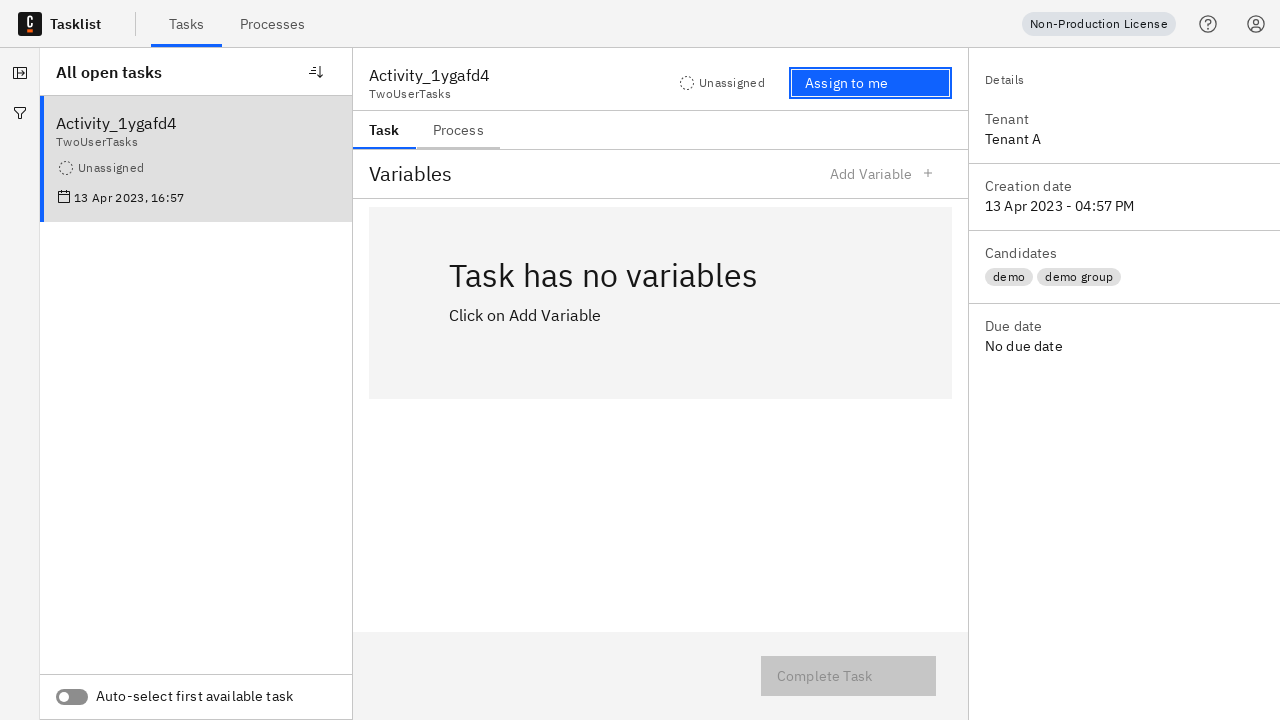 Tasklist
Tasks
Processes
Non-Production License
All open tasks
Activity_1ygafd4
TwoUserTasks
Unassigned
13 Apr 2023, 16:57
Auto-select first available task
Activity_1ygafd4
TwoUserTasks
Unassigned
Assign to me
Task
Process
Variables
Add Variable +
Task has no variables
Click on Add Variable
Complete Task
Details
Tenant
Tenant A
Creation date
13 Apr 2023 - 04:57 PM
Candidates
demo
demo group
Due date
No due date